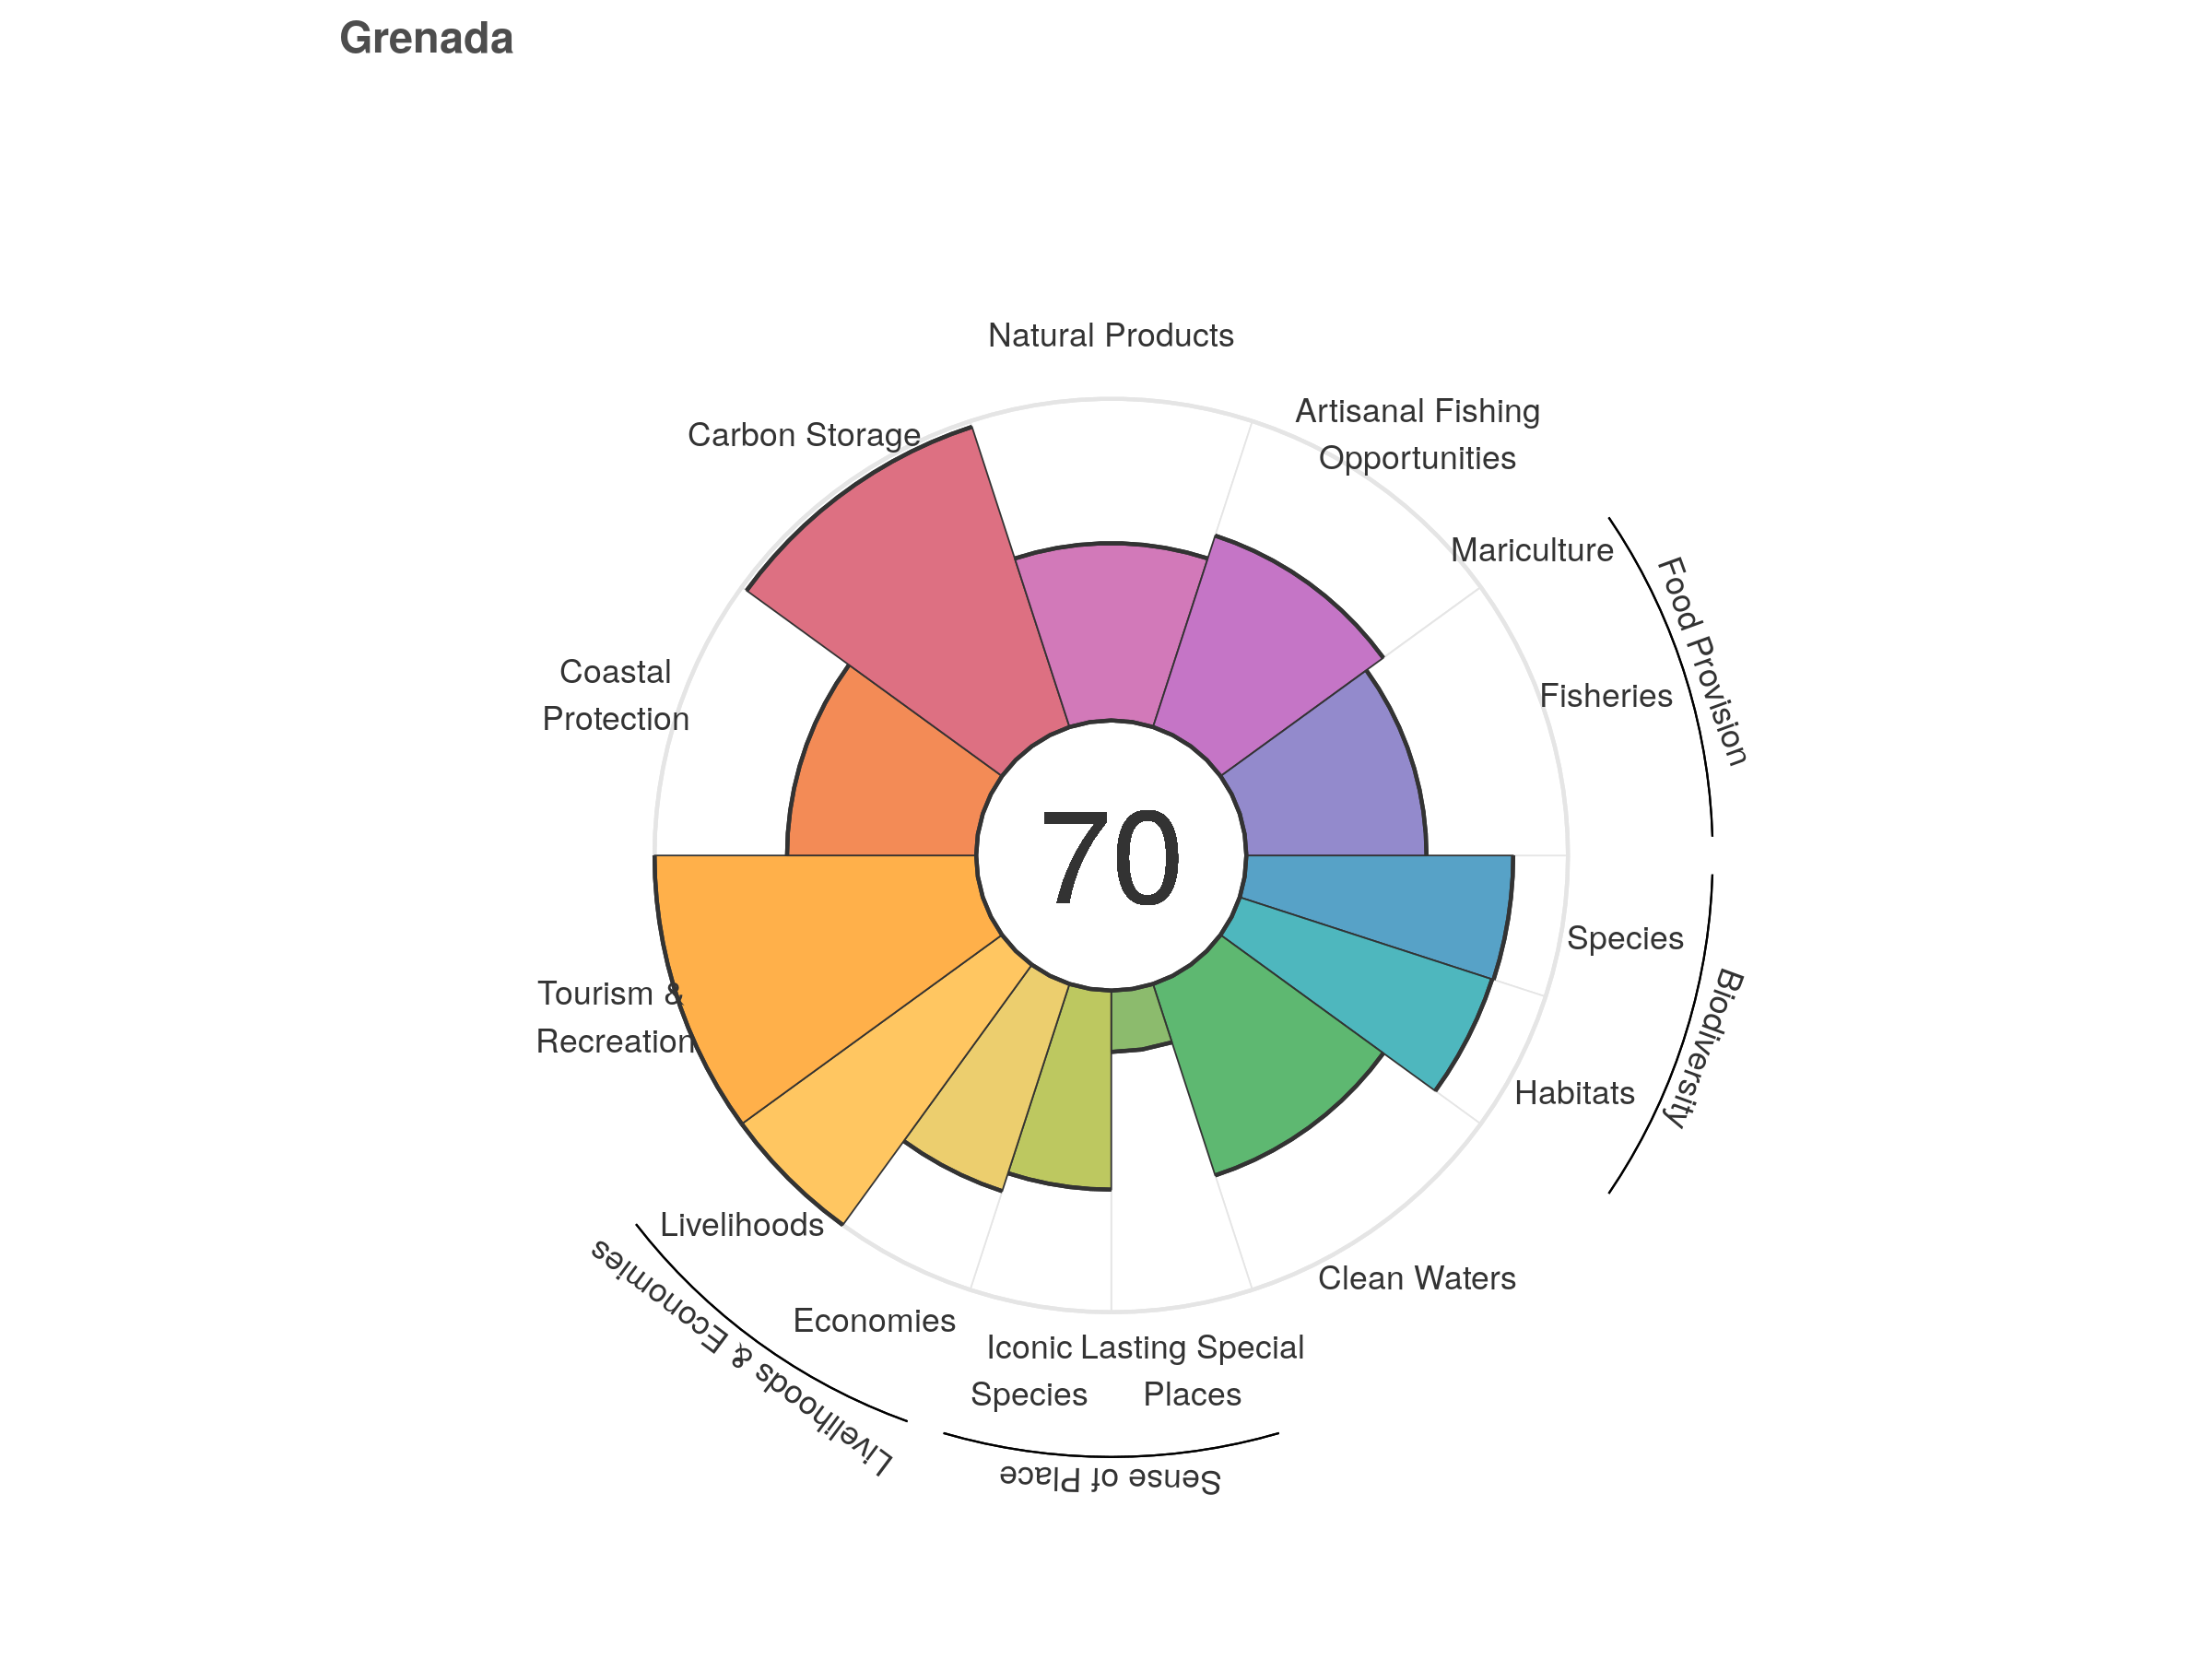 Grenada
Natural Products
Artisanal Fishing
Opportunities
Carbon Storage
Mariculture
Food Provision
Coastal
Protection
Fisheries
70
Species
Tourism &
Recreation
Biodiversity
Habitats
Livelihoods
Clean Waters
Economies
Livelihoods & Economies
Iconic
Species
Lasting Special
Places
Sense of Place